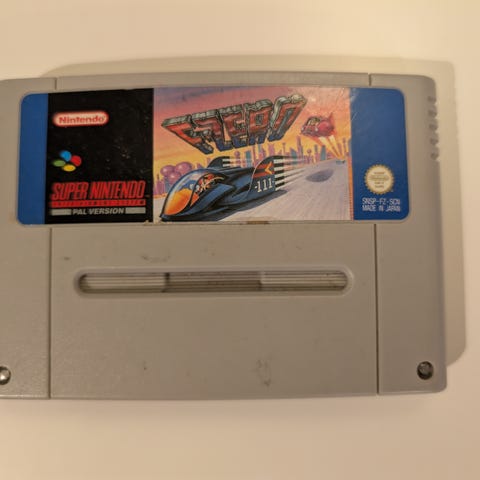 Nintendo
F-ZERO
SUPER NINTENDO
ENTERTAINMENT SYSTEM
PAL VERSION
111
SNSP-FZ-SCN
MADE IN JAPAN